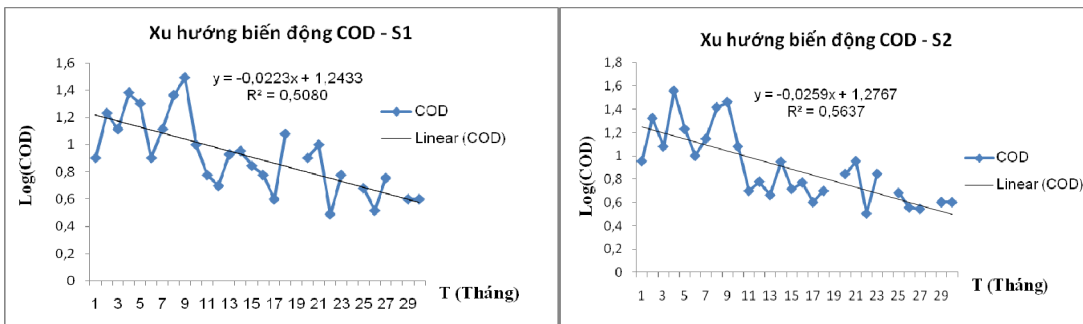 Xu hướng biến động COD - S1
1,6
1,4
1,2
1
0,8
0,6
0,4
0,2
0
Log(COD)
y = -0,0223x + 1,2433
R² = 0,5080
COD
Linear (COD)
1 3 5 7 9 11 13 15 17 19 21 23 25 27 29
T (Tháng)
Xu hướng biến động COD - S2
1,8
1,6
1,4
1,2
1
0,8
0,6
0,4
0,2
0
Log(COD)
y = -0,0259x + 1,2767
R² = 0,5637
COD
Linear (COD)
1 3 5 7 9 11 13 15 17 19 21 23 25 27 29
T (Tháng)